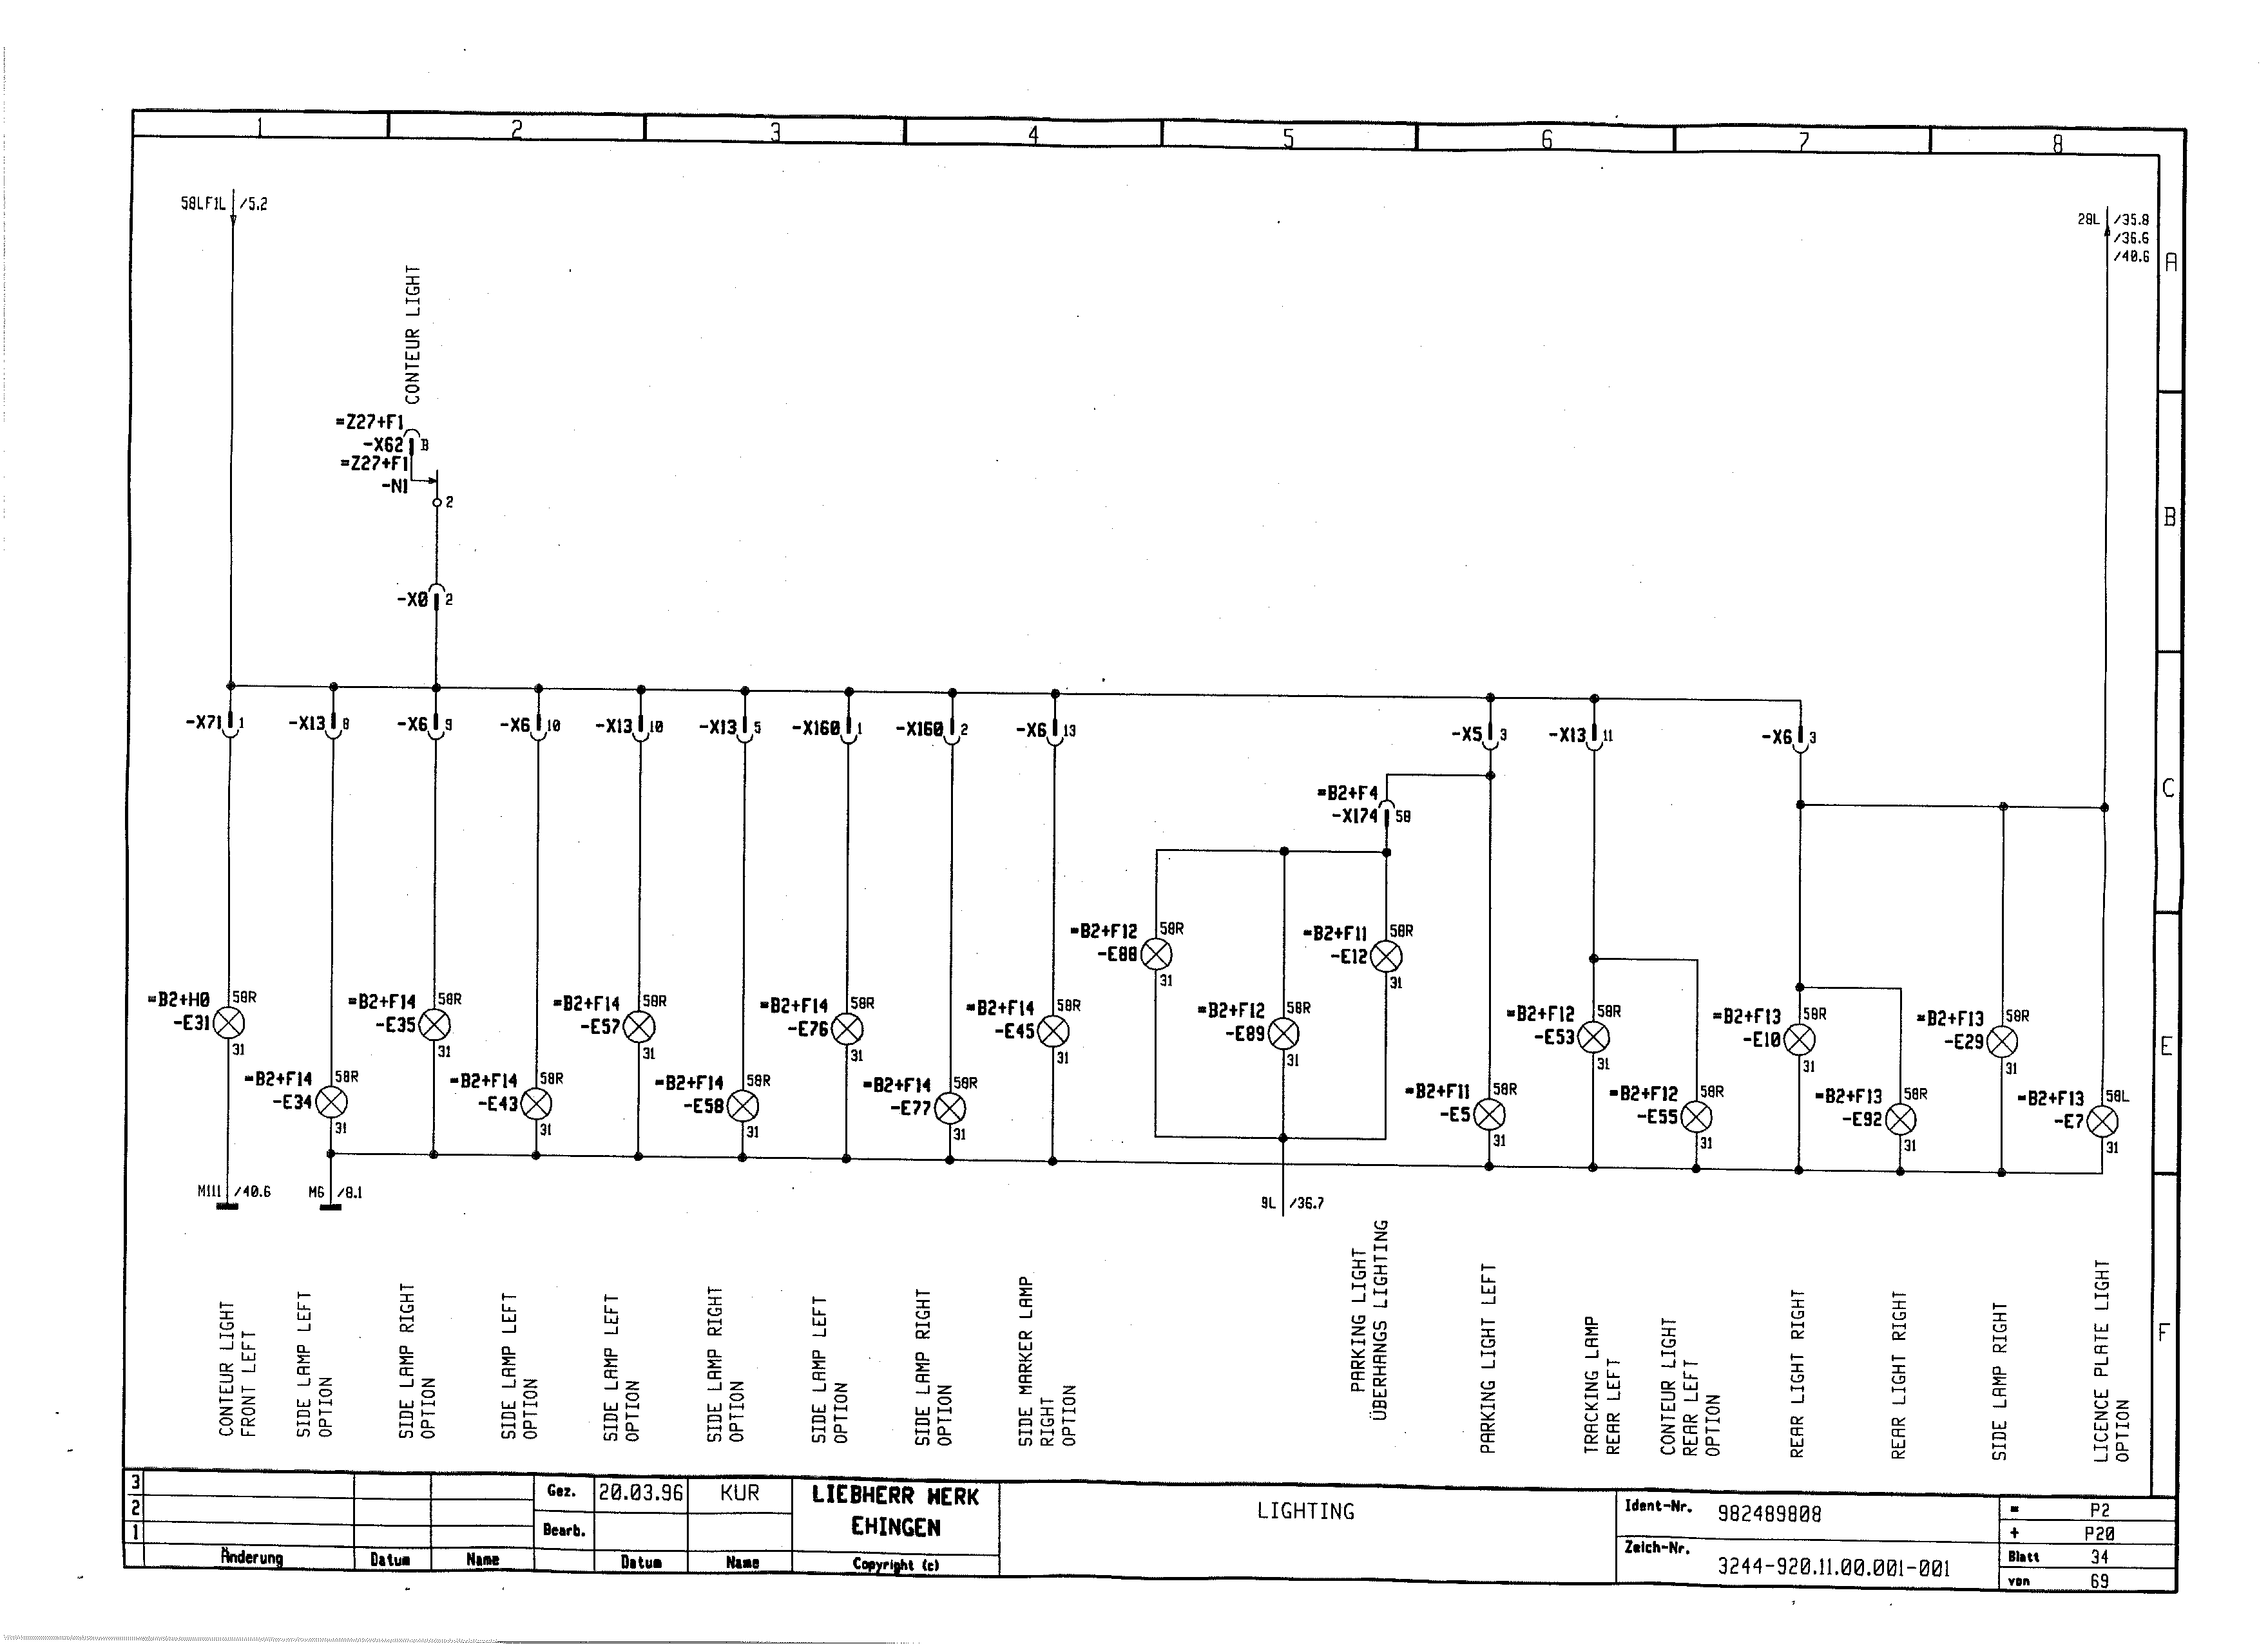 1 2 3 4 5 6 7 8
58LF1L /5.2
28L /35.8
/36.6
/40.6
A
B
C
E
F
CONTEUR LIGHT
=Z27+F1
-X62 B
=Z27+F1
-N1
2
-X0 2
-X71 1
-X13 8
-X6 9
-X6 10
-X13 10
-X13 5
-X160 1
-X160 2
-X6 13
-X5 3
-X13 11
-X6 3
=B2+F4
-X174 58
=B2+F12 58R
-E88
31
=B2+F11 58R
-E12
31
=B2+H0 58R
-E31
31
=B2+F14 58R
-E35
31
=B2+F14 58R
-E57
31
=B2+F14 58R
-E76
31
=B2+F14 58R
-E45
31
=B2+F12 58R
-E89
31
=B2+F12 58R
-E53
31
=B2+F13 58R
-E10
31
=B2+F13 58R
-E29
31
=B2+F14 58R
-E34
31
=B2+F14 58R
-E43
31
=B2+F14 58R
-E58
31
=B2+F14 58R
-E77
31
=B2+F11 58R
-E5
31
=B2+F12 58R
-E55
31
=B2+F13 58R
-E92
31
=B2+F13 58L
-E7
31
M111 /40.6
M6 /8.1
9L /36.7
CONTEUR LIGHT
FRONT LEFT
SIDE LAMP LEFT
OPTION
SIDE LAMP RIGHT
OPTION
SIDE LAMP LEFT
OPTION
SIDE LAMP LEFT
OPTION
SIDE LAMP RIGHT
OPTION
SIDE LAMP LEFT
OPTION
SIDE LAMP RIGHT
OPTION
SIDE MARKER LAMP
RIGHT
OPTION
PARKING LIGHT
ÜBERHANGS LIGHTING
PARKING LIGHT LEFT
TRACKING LAMP
REAR LEFT
CONTEUR LIGHT
REAR LEFT
OPTION
REAR LIGHT RIGHT
REAR LIGHT RIGHT
SIDE LAMP RIGHT
LICENCE PLATE LIGHT
OPTION
3
2
1
Änderung Datum Name
Gez. 20.03.96 KUR
Bearb.
Datum Name
LIEBHERR WERK
EHINGEN
Copyright (c)
LIGHTING
Ident-Nr. 982489808
Zeich-Nr. 3244-920.11.00.001-001
= P2
+ P20
Blatt 34
von 69